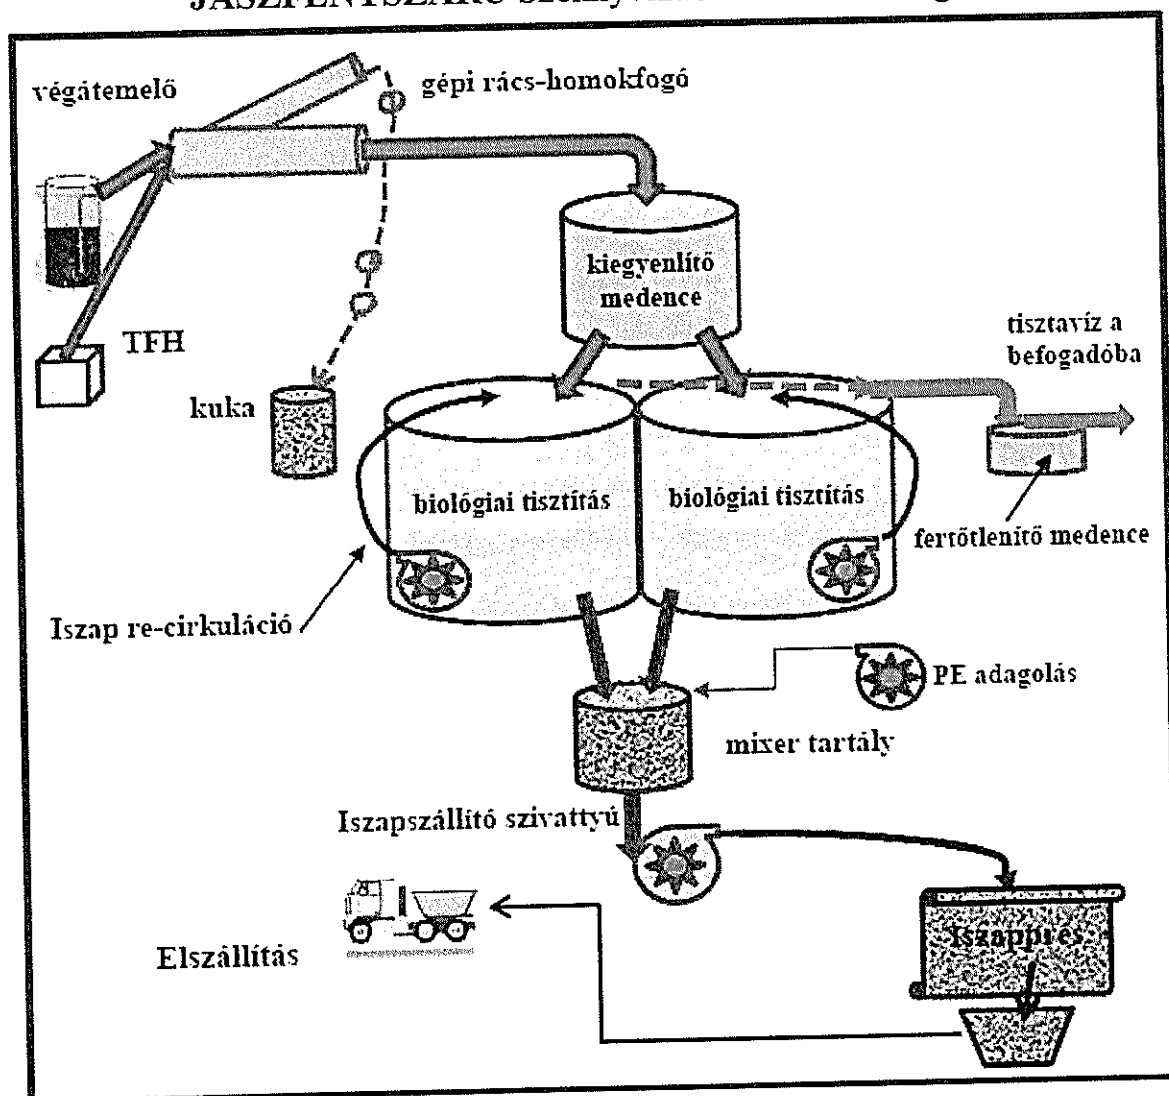 JÁSZFÉNYSZARU
végátemelő
gépi rács-homokfogó
kiegyenlítő
medence
tisztavíz a
befogadóba
TFH
kuka
biológiai tisztítás
biológiai tisztítás
fertőtlenítő medence
Iszap re-cirkuláció
PE adagolás
mixer tartály
Iszapszállító szivattyú
Iszapprés
Elszállítás